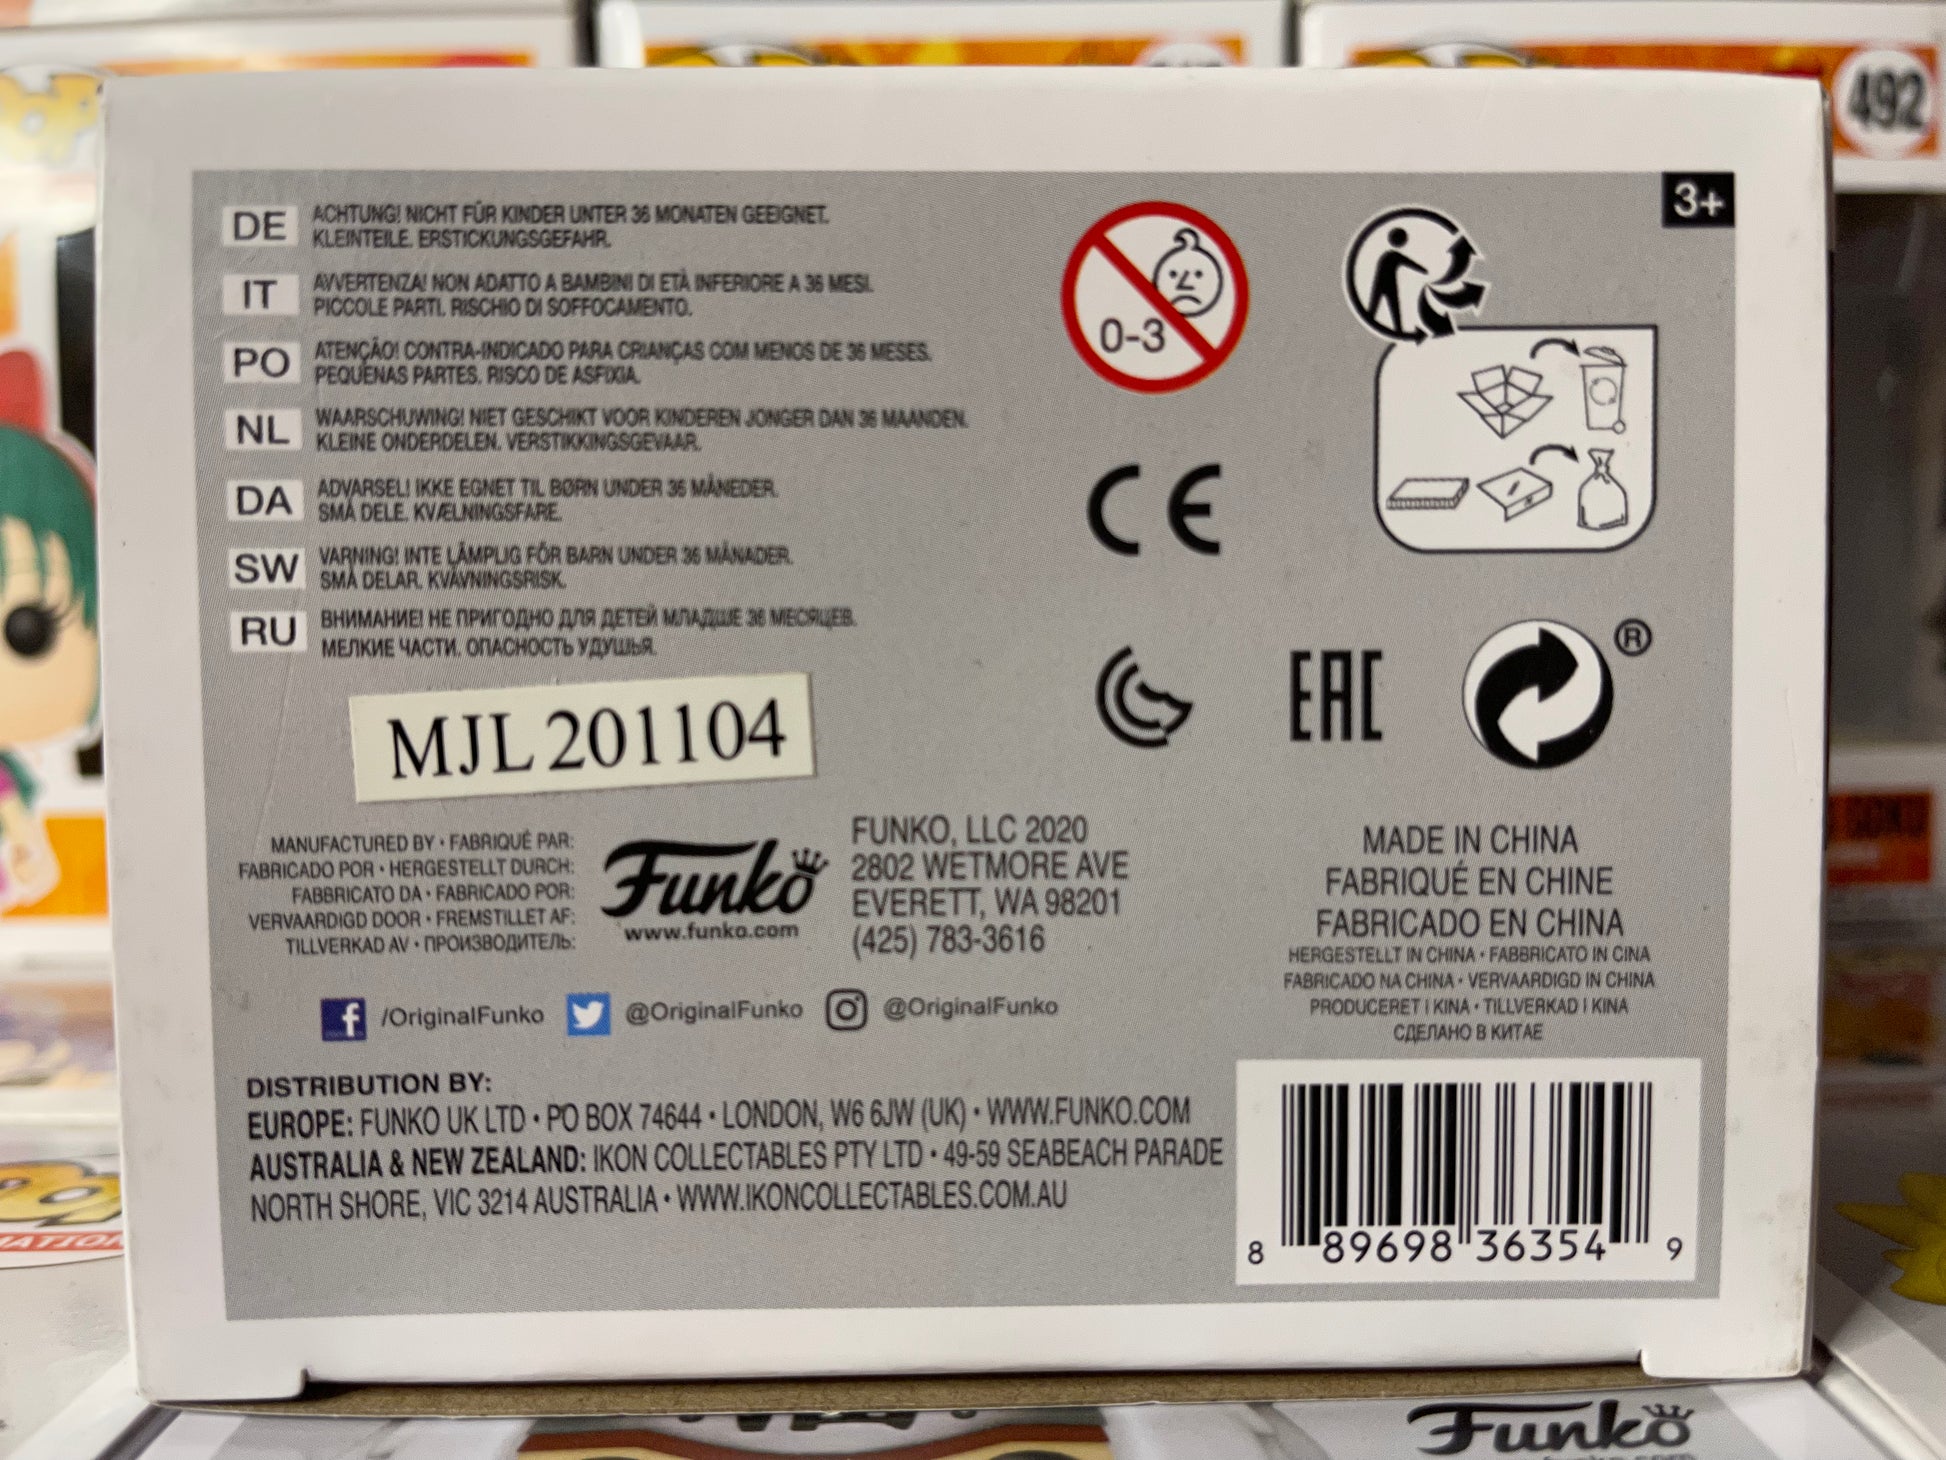 492
3+
DE ACHTUNG! NICHT FÜR KINDER UNTER 36 MONATEN GEEIGNET.
KLEINTEILE. ERSTICKUNGSGEFAHR.
IT AVVERTENZA! NON ADATTO A BAMBINI DI ETÀ INFERIORE A 36 MESI.
PICCOLE PARTI. RISCHIO DI SOFFOCAMENTO.
PO ATENÇÃO! CONTRA-INDICADO PARA CRIANÇAS COM MENOS DE 36 MESES.
PEQUENAS PARTES. RISCO DE ASFIXIA.
NL WAARSCHUWING! NIET GESCHIKT VOOR KINDEREN JONGER DAN 36 MAANDEN.
KLEINE ONDERDELEN. VERSTIKKINGSGEVAAR.
DA ADVARSEL! IKKE EGNET TIL BØRN UNDER 36 MÅNEDER.
SMÅ DELE. KVÆLNINGSFARE.
SW VARNING! INTE LÄMPLIG FÖR BARN UNDER 36 MÅNADER.
SMÅ DELAR. KVÄVNINGSRISK.
RU ВНИМАНИЕ! НЕ ПРИГОДНО ДЛЯ ДЕТЕЙ МЛАДШЕ 36 МЕСЯЦЕВ.
МЕЛКИЕ ЧАСТИ. ОПАСНОСТЬ УДУШЬЯ.
0-3
CE
EAC
®
MJL 201104
MANUFACTURED BY • FABRIQUÉ PAR:
FABRICADO POR • HERGESTELLT DURCH:
FABBRICATO DA • FABRICADO POR:
VERVAARDIGD DOOR • FREMSTILLET AF:
TILLVERKAD AV • ПРОИЗВОДИТЕЛЬ:
Funko
www.funko.com
FUNKO, LLC 2020
2802 WETMORE AVE
EVERETT, WA 98201
(425) 783-3616
MADE IN CHINA
FABRIQUÉ EN CHINE
FABRICADO EN CHINA
HERGESTELLT IN CHINA • FABBRICATO IN CINA
FABRICADO NA CHINA • VERVAARDIGD IN CHINA
PRODUCERET I KINA • TILLVERKAD I KINA
СДЕЛАНО В КИТАЕ
f /OriginalFunko @OriginalFunko @OriginalFunko
DISTRIBUTION BY:
EUROPE: FUNKO UK LTD • PO BOX 74644 • LONDON, W6 6JW (UK) • WWW.FUNKO.COM
AUSTRALIA & NEW ZEALAND: IKON COLLECTABLES PTY LTD • 49-59 SEABEACH PARADE
NORTH SHORE, VIC 3214 AUSTRALIA • WWW.IKONCOLLECTABLES.COM.AU
8 89698 36354 9
Funko